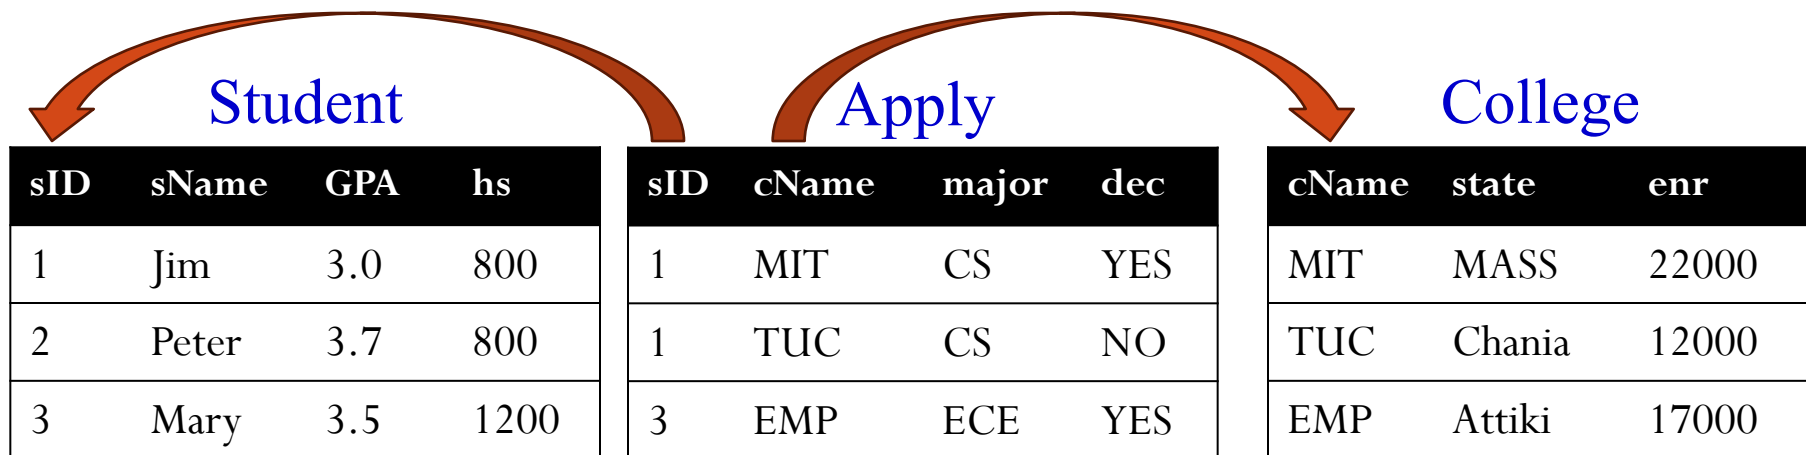 Student Apply College
sID sName GPA hs sID cName major dec cName state enr
1 Jim 3.0 800 1 MIT CS YES MIT MASS 22000
2 Peter 3.7 800 1 TUC CS NO TUC Chania 12000
3 Mary 3.5 1200 3 EMP ECE YES EMP Attiki 17000